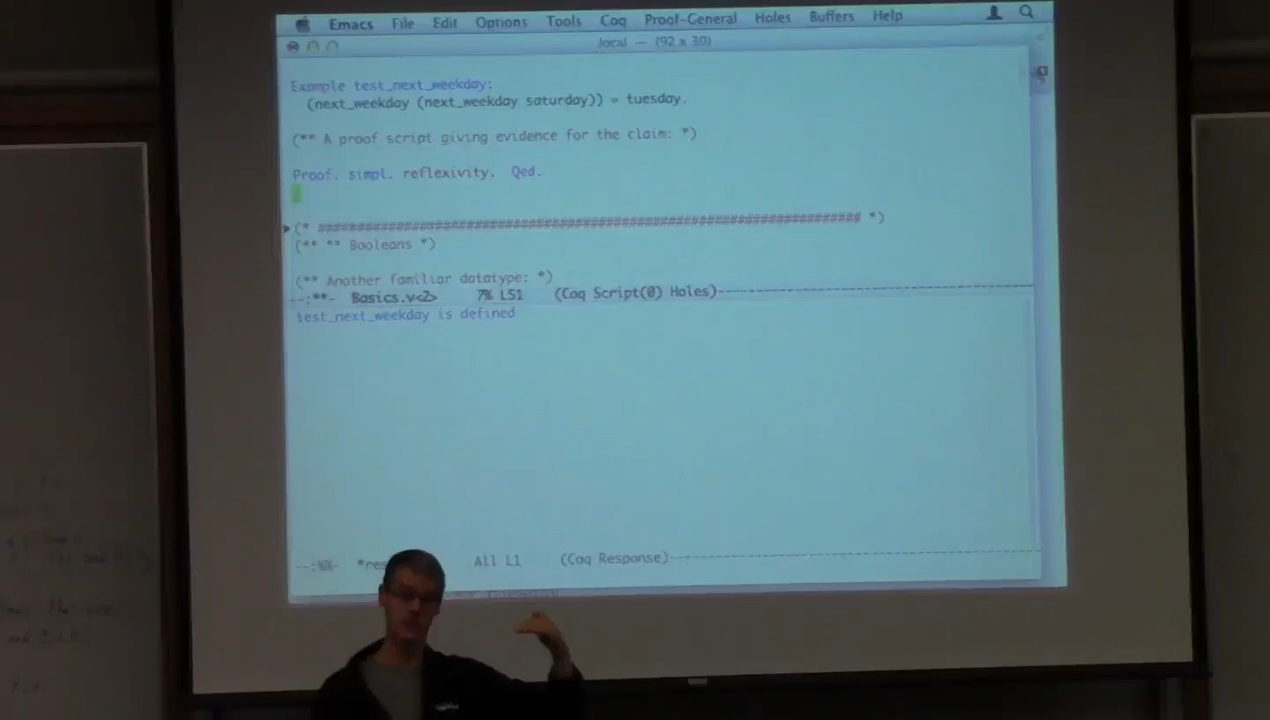 Emacs File Edit Options Tools Coq Proof-General Holes Buffers Help
local — (92 x 30)
Example test_next_weekday:
(next_weekday (next_weekday saturday)) = tuesday.
(** A proof script giving evidence for the claim: *)
Proof. simpl. reflexivity. Qed.
(* ################################################################### *)
(** ** Booleans *)
(** Another familiar datatype: *)
--:**- Basics.v<2> 7% L51 (Coq Script(0) Holes)
test_next_weekday is defined
--:%%- *res All L1 (Coq Response)